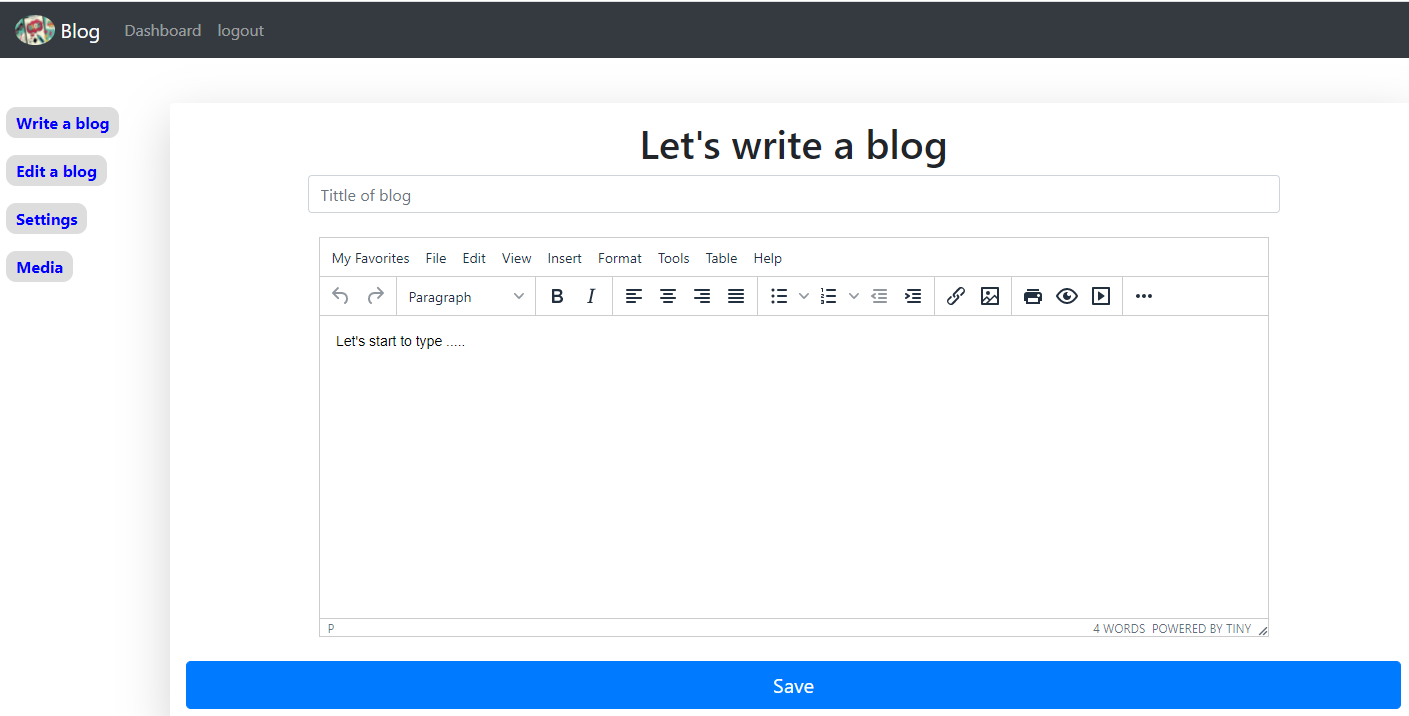 Blog Dashboard logout
Write a blog
Edit a blog
Settings
Media
Let's write a blog
Tittle of blog
My Favorites File Edit View Insert Format Tools Table Help
Paragraph B I
Let's start to type .....
P 4 WORDS POWERED BY TINY
Save